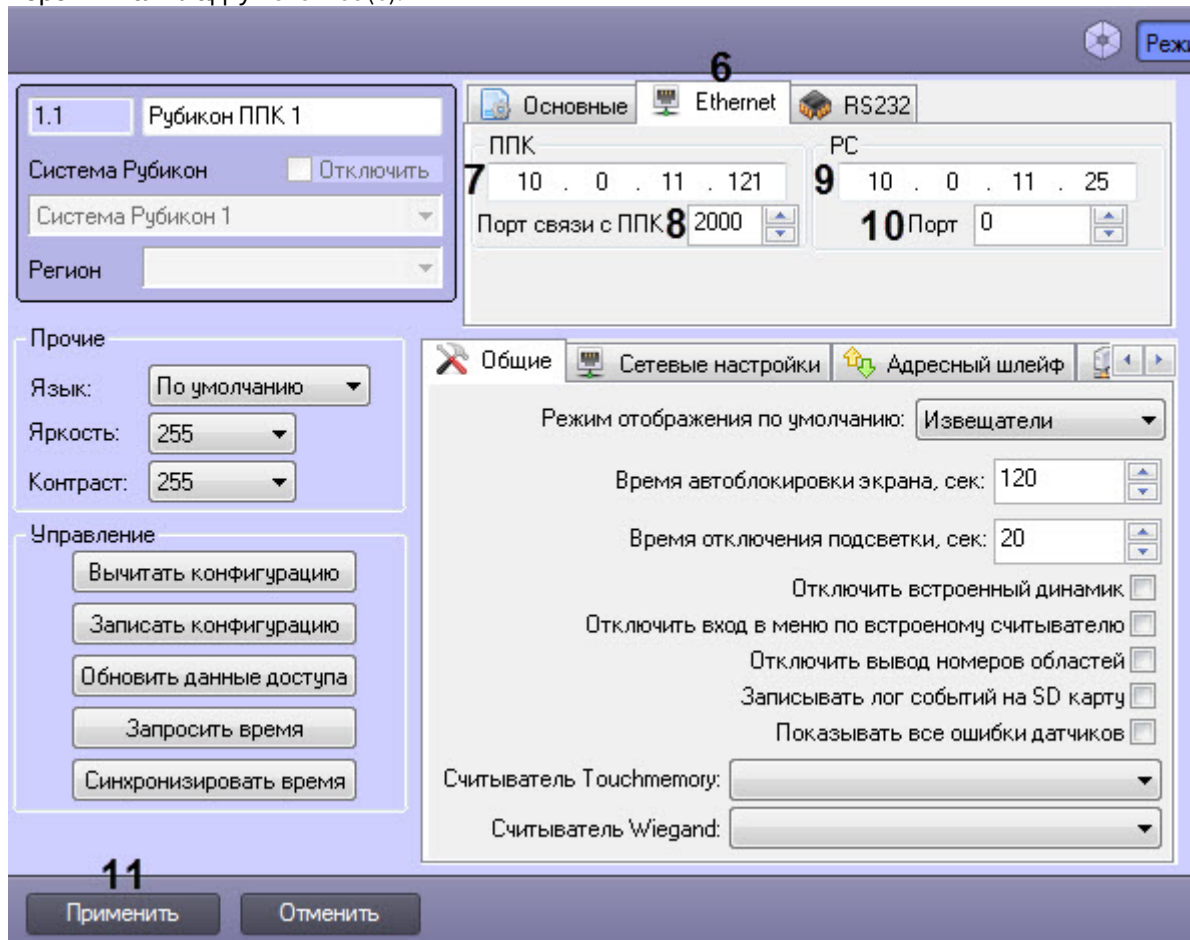 Режи
6
1.1 Рубикон ППК 1
Система Рубикон Отключить
Система Рубикон 1
Регион
Основные Ethernet RS232
ППК PC
7 10 . 0 . 11 . 121 9 10 . 0 . 11 . 25
Порт связи с ППК 8 2000 10 Порт 0
Прочие
Язык: По умолчанию
Яркость: 255
Контраст: 255
Управление
Вычитать конфигурацию
Записать конфигурацию
Обновить данные доступа
Запросить время
Синхронизировать время
Общие Сетевые настройки Адресный шлейф
Режим отображения по умолчанию: Извещатели
Время автоблокировки экрана, сек: 120
Время отключения подсветки, сек: 20
Отключить встроенный динамик
Отключить вход в меню по встроеному считывателю
Отключить вывод номеров областей
Записывать лог событий на SD карту
Показывать все ошибки датчиков
Считыватель Touchmemory:
Считыватель Wiegand:
11
Применить Отменить